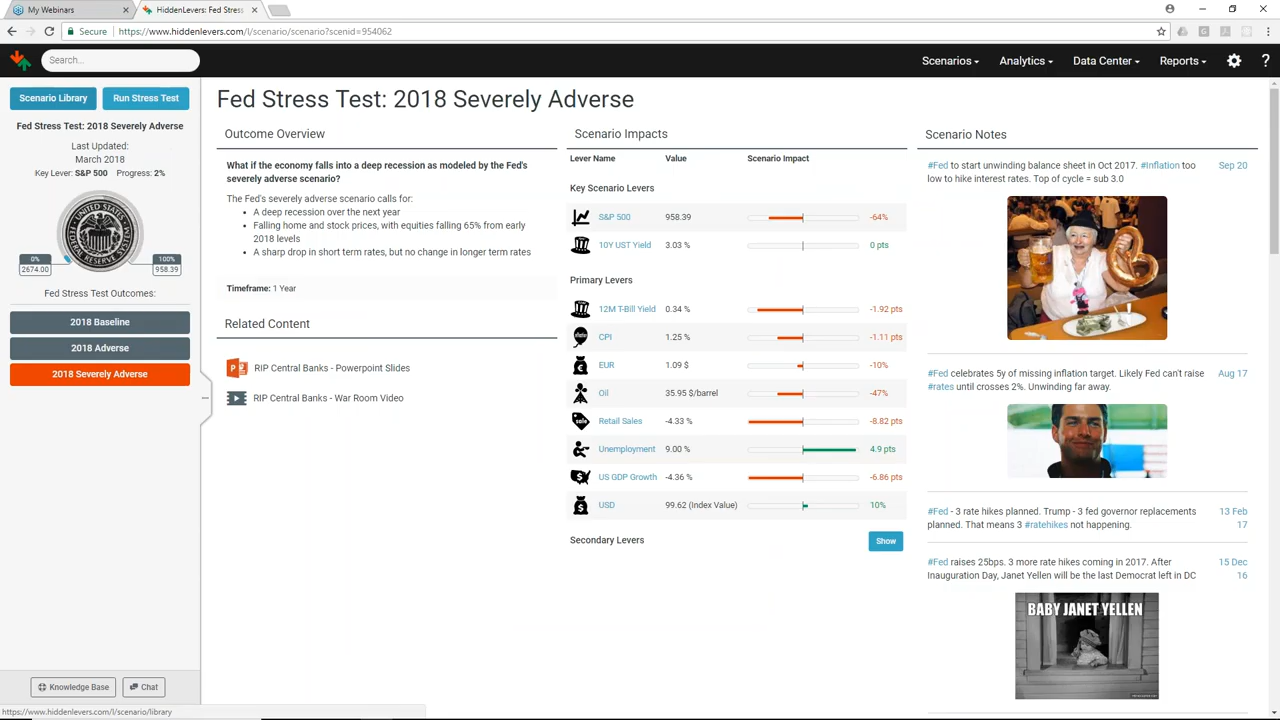 My Webinars
HiddenLevers: Fed Stress
Secure
https://www.hiddenlevers.com/l/scenario/scenario?scenid=954062
Search...
Scenarios
Analytics
Data Center
Reports
?
Scenario Library
Run Stress Test
Fed Stress Test: 2018 Severely Adverse
Last Updated:
March 2018
Key Lever: S&P 500 Progress: 2%
0%
2674.00
100%
958.39
Fed Stress Test Outcomes:
2018 Baseline
2018 Adverse
2018 Severely Adverse
Knowledge Base
Chat
https://www.hiddenlevers.com/l/scenario/library
Fed Stress Test: 2018 Severely Adverse
Outcome Overview
What if the economy falls into a deep recession as modeled by the Fed's
severely adverse scenario?
The Fed's severely adverse scenario calls for:
• A deep recession over the next year
• Falling home and stock prices, with equities falling 65% from early
2018 levels
• A sharp drop in short term rates, but no change in longer term rates
Timeframe: 1 Year
Related Content
RIP Central Banks - Powerpoint Slides
RIP Central Banks - War Room Video
Scenario Impacts
Lever Name Value Scenario Impact
Key Scenario Levers
S&P 500 958.39 -64%
10Y UST Yield 3.03 % 0 pts
Primary Levers
12M T-Bill Yield 0.34 % -1.92 pts
CPI 1.25 % -1.11 pts
EUR 1.09 $ -10%
Oil 35.95 $/barrel -47%
Retail Sales -4.33 % -8.82 pts
Unemployment 9.00 % 4.9 pts
US GDP Growth -4.36 % -6.86 pts
USD 99.62 (Index Value) 10%
Secondary Levers
Show
Scenario Notes
#Fed to start unwinding balance sheet in Oct 2017. #Inflation too Sep 20
low to hike interest rates. Top of cycle = sub 3.0
#Fed celebrates 5y of missing inflation target. Likely Fed can't raise Aug 17
#rates until crosses 2%. Unwinding far away.
#Fed - 3 rate hikes planned. Trump - 3 fed governor replacements 13 Feb
planned. That means 3 #ratehikes not happening. 17
#Fed raises 25bps. 3 more rate hikes coming in 2017. After 15 Dec
Inauguration Day, Janet Yellen will be the last Democrat left in DC 16
BABY JANET YELLEN